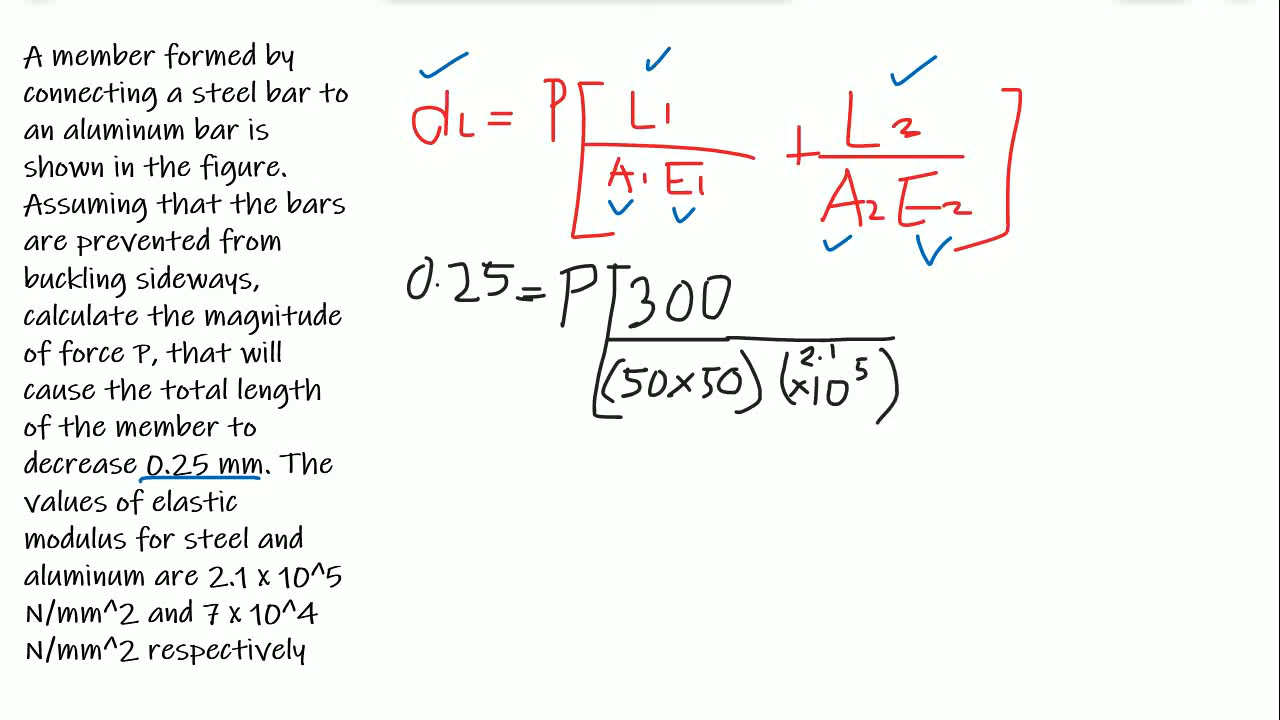 A member formed by
connecting a steel bar to
an aluminum bar is
shown in the figure.
Assuming that the bars
are prevented from
buckling sideways,
calculate the magnitude
of force P, that will
cause the total length
of the member to
decrease 0.25 mm. The
values of elastic
modulus for steel and
aluminum are 2.1 x 10^5
N/mm^2 and 7 x 10^4
N/mm^2 respectively
dL = P[ L1 + L2 ]
A1 E1 A2 E2
0.25 = P[ 300
(50×50) (2.1 ×10^5)